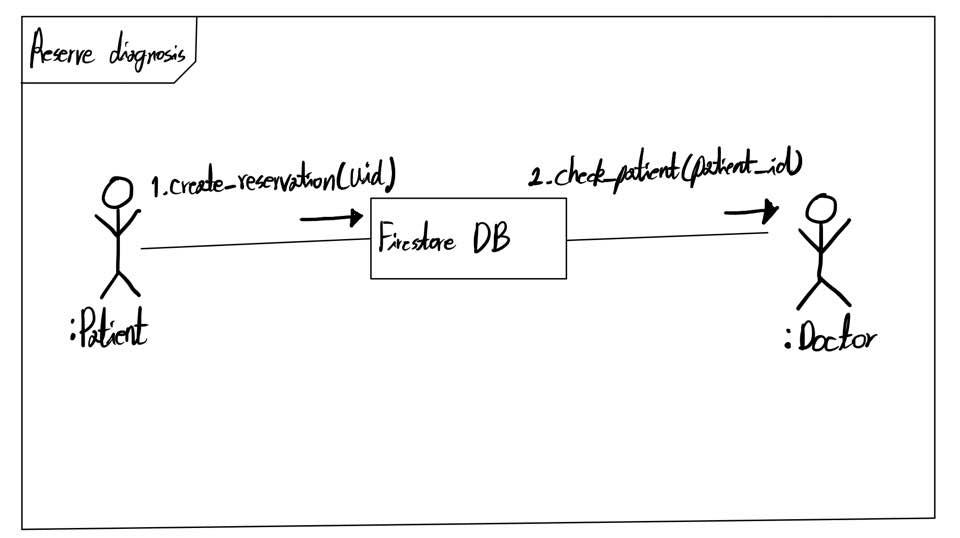 Reserve diagnosis
1.create_reservation(uid)
2.check_patient(patient_id)
Firestore DB
:Patient
:Doctor